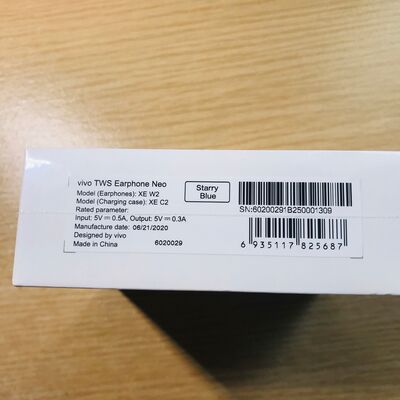 vivo TWS Earphone Neo
Model (Earphones): XE W2
Model (Charging case): XE C2
Rated parameter:
Input: 5V⎓0.5A, Output: 5V⎓0.3A
Manufacture date: 06/21/2020
Designed by vivo
Made in China 6020029
Starry
Blue
SN:60200291B250001309
6 935117 825687